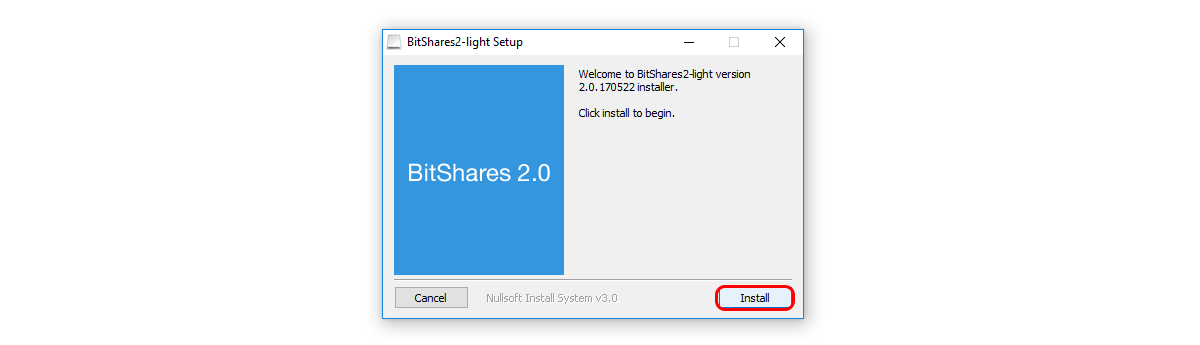 BitShares2-light Setup
BitShares 2.0
Welcome to BitShares2-light version
2.0.170522 installer.
Click install to begin.
Cancel
Nullsoft Install System v3.0
Install